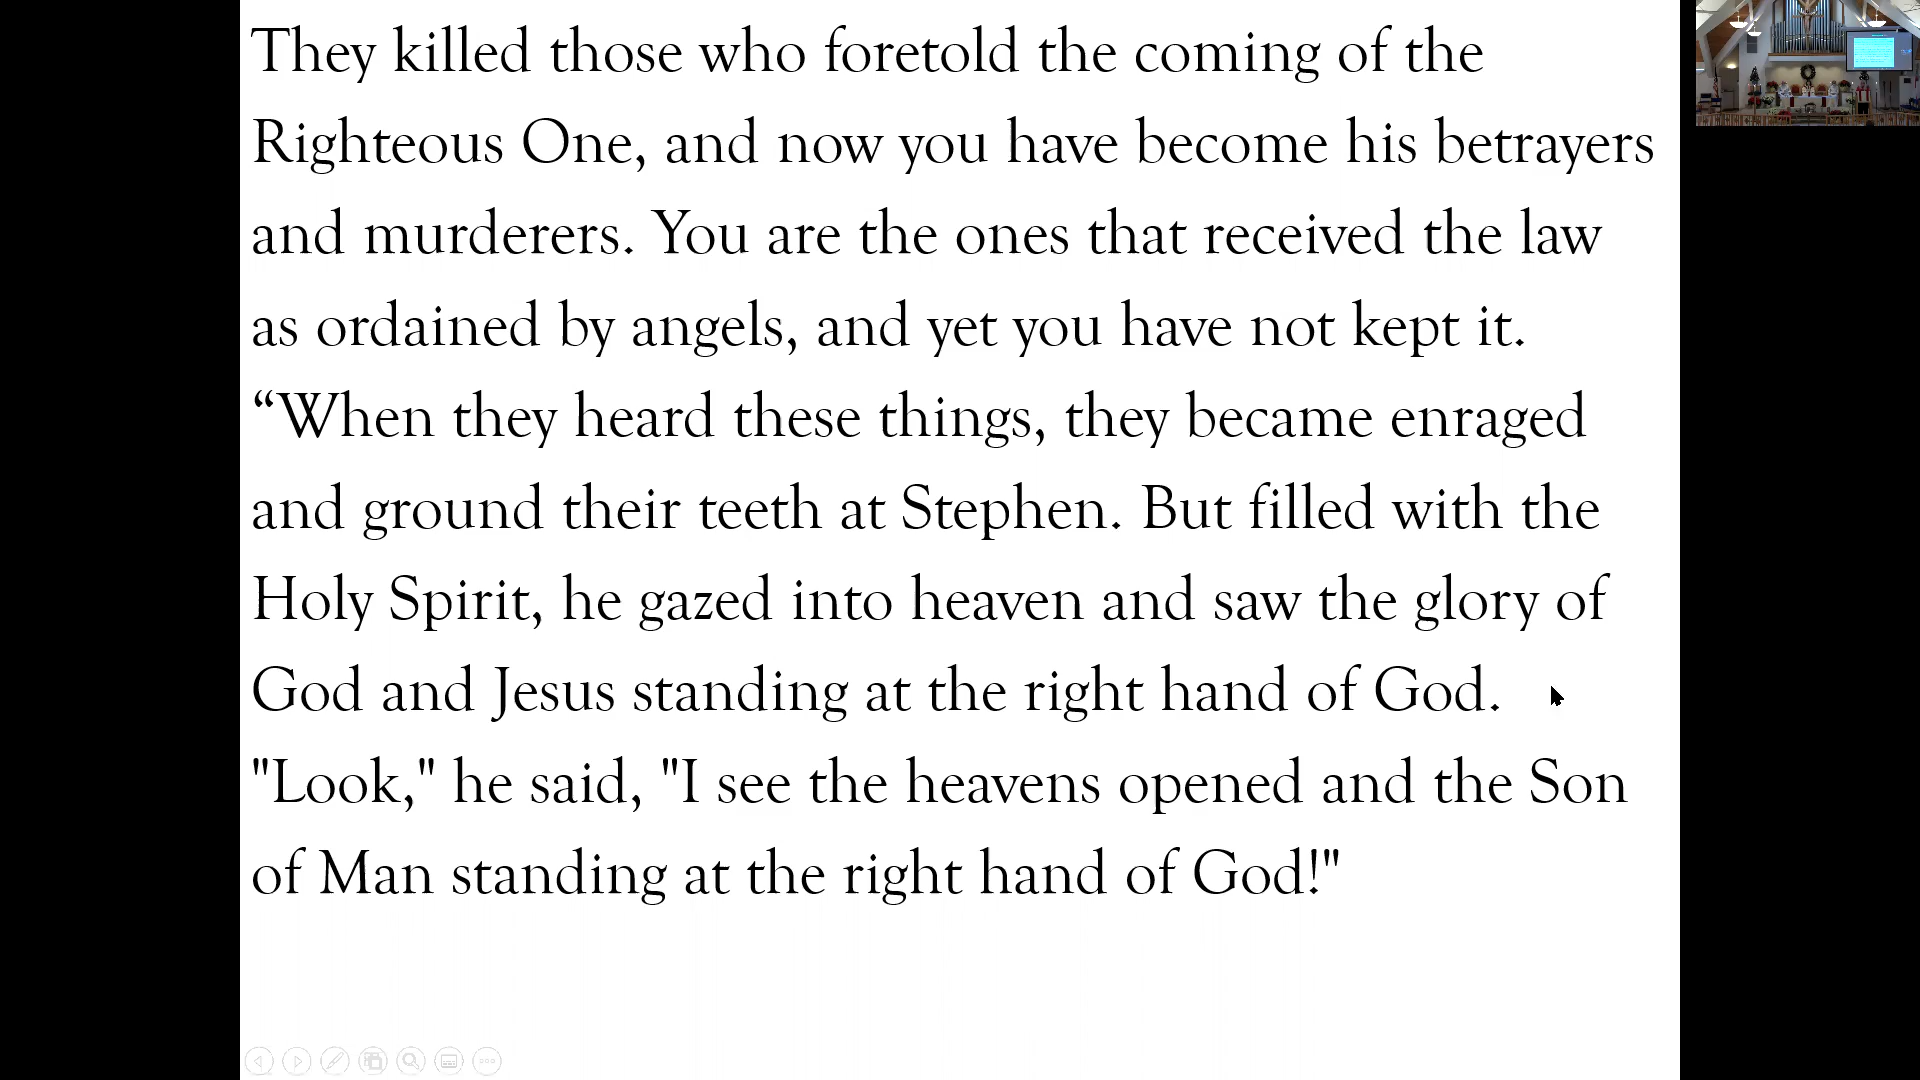 They killed those who foretold the coming of the
Righteous One, and now you have become his betrayers
and murderers. You are the ones that received the law
as ordained by angels, and yet you have not kept it.
“When they heard these things, they became enraged
and ground their teeth at Stephen. But filled with the
Holy Spirit, he gazed into heaven and saw the glory of
God and Jesus standing at the right hand of God.
"Look," he said, "I see the heavens opened and the Son
of Man standing at the right hand of God!"